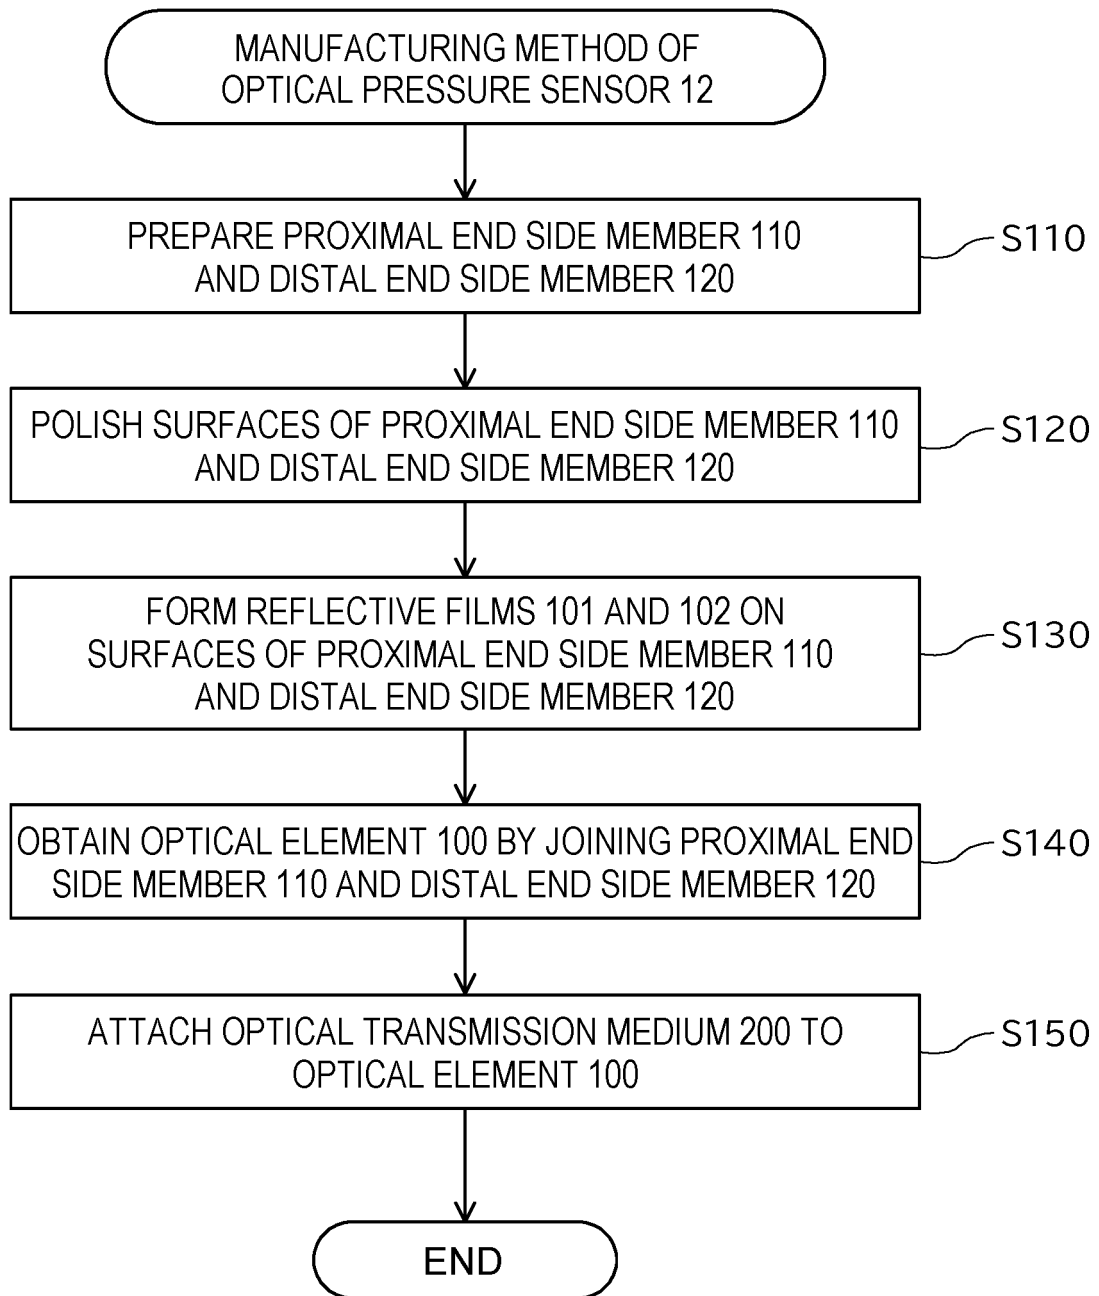 MANUFACTURING METHOD OF
OPTICAL PRESSURE SENSOR 12
PREPARE PROXIMAL END SIDE MEMBER 110
AND DISTAL END SIDE MEMBER 120
S110
POLISH SURFACES OF PROXIMAL END SIDE MEMBER 110
AND DISTAL END SIDE MEMBER 120
S120
FORM REFLECTIVE FILMS 101 AND 102 ON
SURFACES OF PROXIMAL END SIDE MEMBER 110
AND DISTAL END SIDE MEMBER 120
S130
OBTAIN OPTICAL ELEMENT 100 BY JOINING PROXIMAL END
SIDE MEMBER 110 AND DISTAL END SIDE MEMBER 120
S140
ATTACH OPTICAL TRANSMISSION MEDIUM 200 TO
OPTICAL ELEMENT 100
S150
END